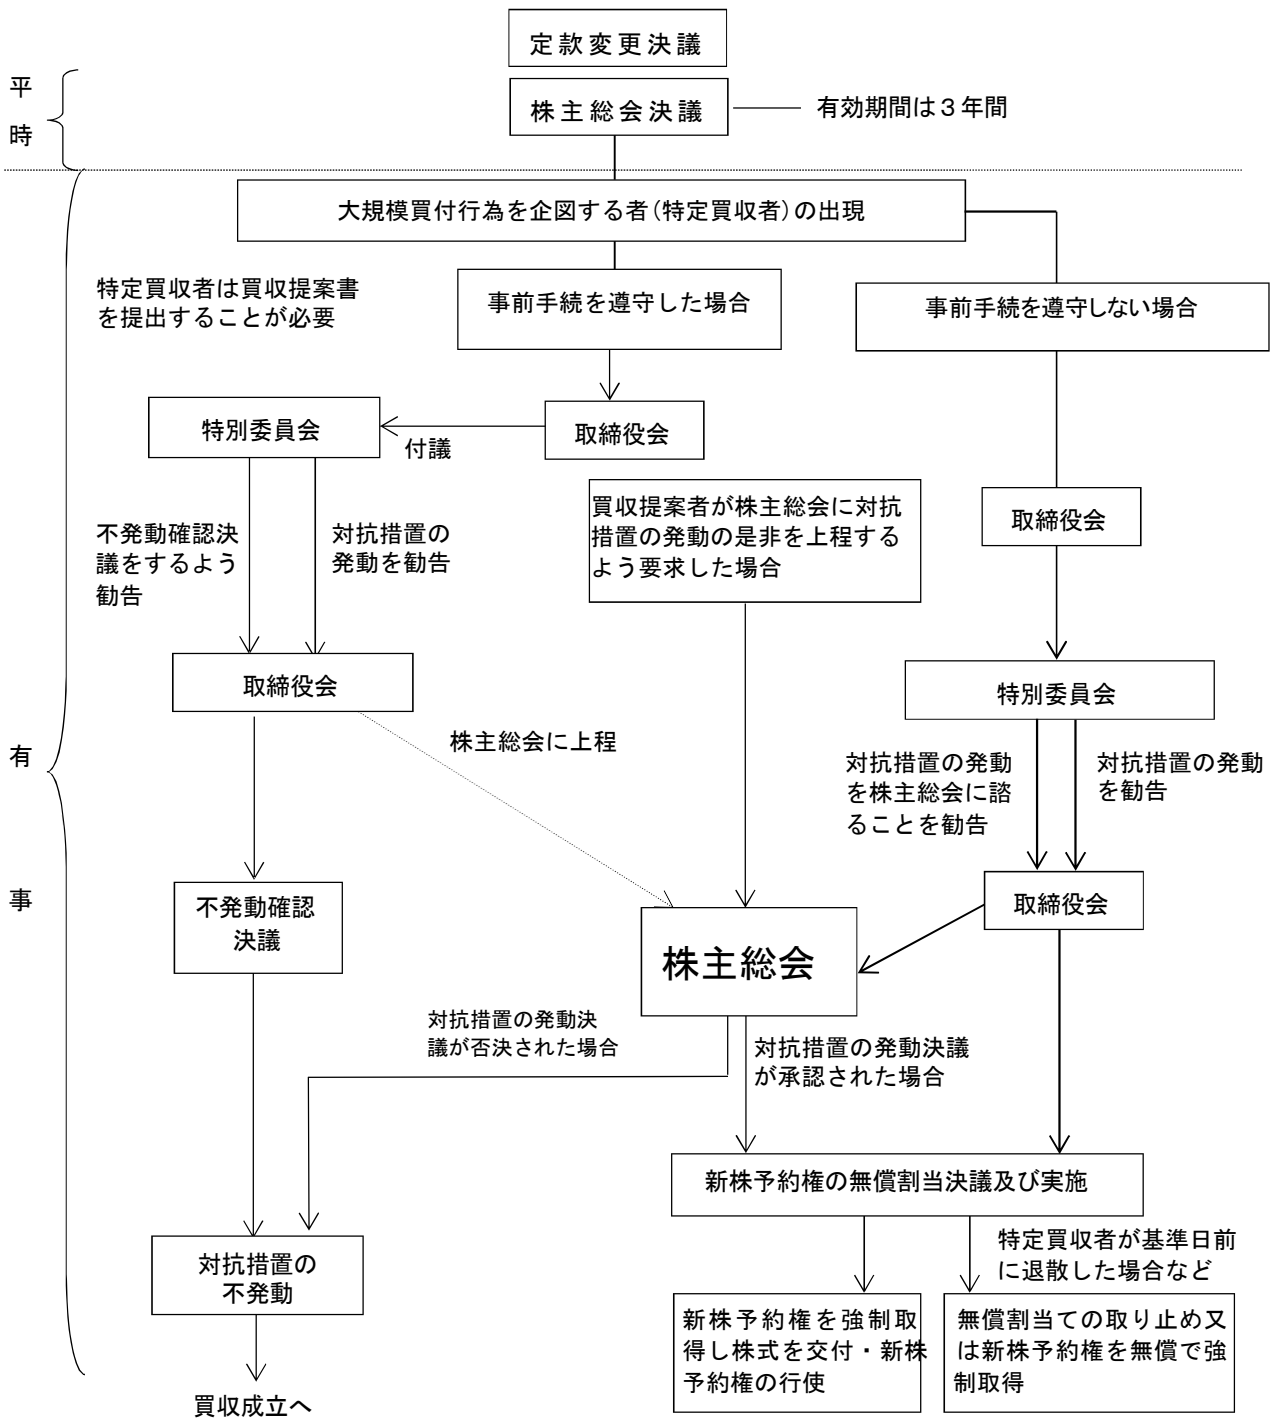 定款変更決議
平
時
株主総会決議
有効期間は３年間
大規模買付行為を企図する者（特定買収者）の出現
特定買収者は買収提案書
を提出することが必要
事前手続を遵守した場合
事前手続を遵守しない場合
特別委員会
付議
取締役会
買収提案者が株主総会に対抗
措置の発動の是非を上程する
よう要求した場合
取締役会
不発動確認決
議をするよう
勧告
対抗措置の
発動を勧告
取締役会
特別委員会
有
事
株主総会に上程
対抗措置の発動
を株主総会に諮
ることを勧告
対抗措置の発動
を勧告
不発動確認
決議
株主総会
取締役会
対抗措置の発動決
議が否決された場合
対抗措置の発動決議
が承認された場合
新株予約権の無償割当決議及び実施
対抗措置の
不発動
特定買収者が基準日前
に退散した場合など
新株予約権を強制取
得し株式を交付・新株
予約権の行使
無償割当ての取り止め又
は新株予約権を無償で強
制取得
買収成立へ